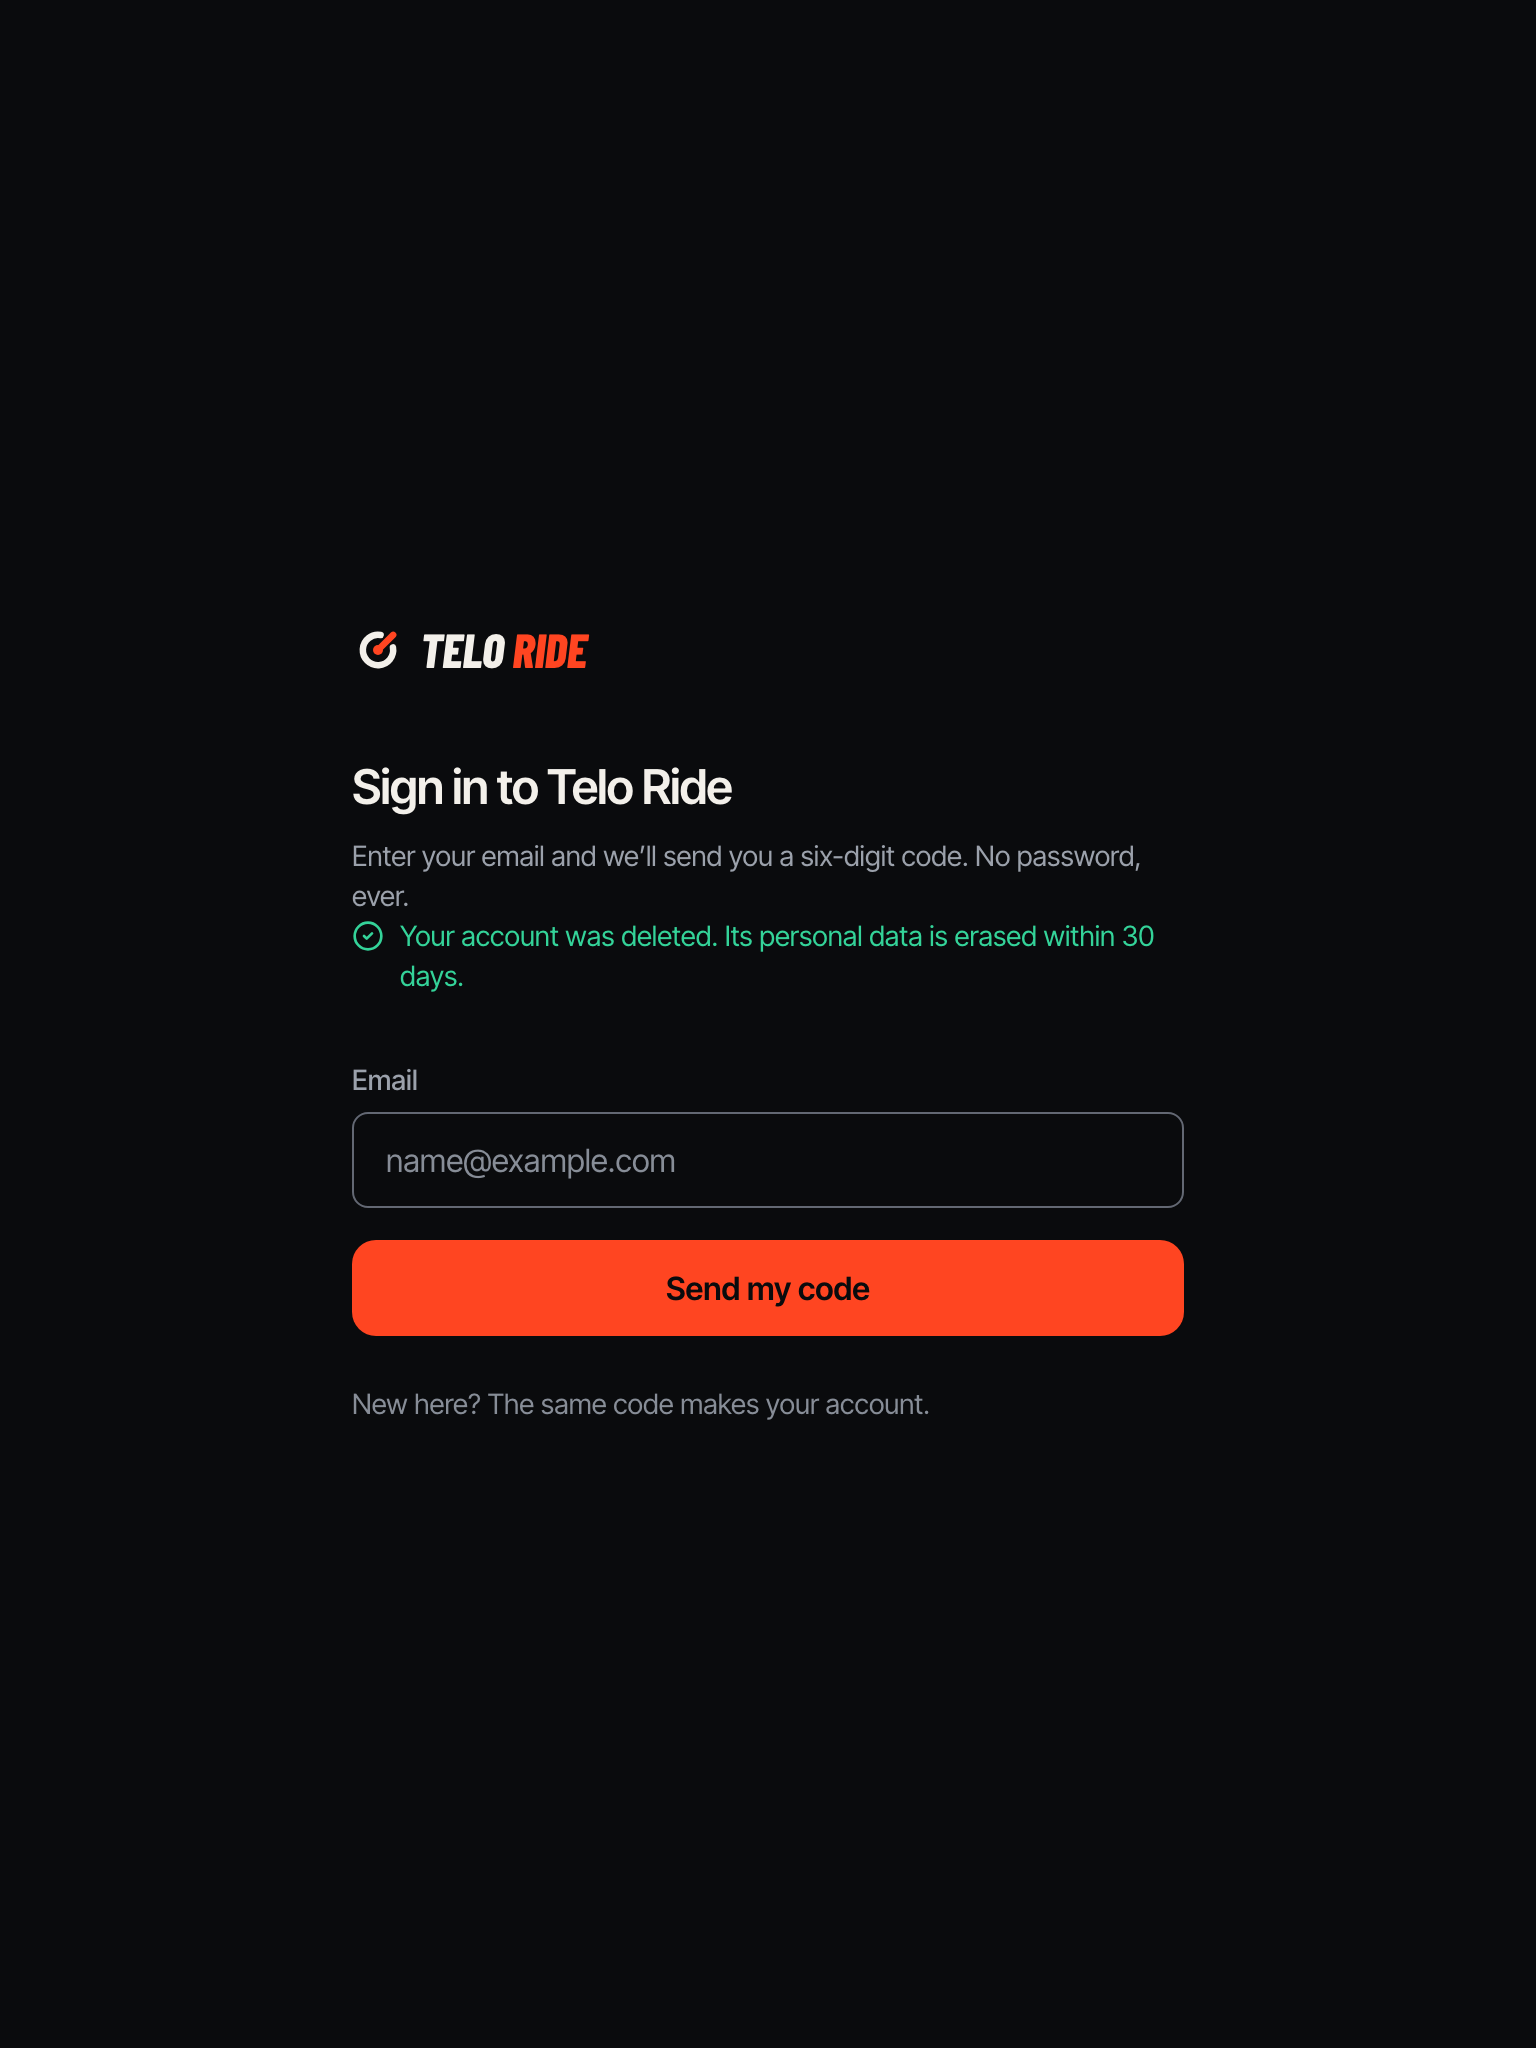 TELO RIDE
Sign in to Telo Ride
Enter your email and we’ll send you a six-digit code. No password,
ever.
Your account was deleted. Its personal data is erased within 30
days.
Email
name@example.com
Send my code
New here? The same code makes your account.